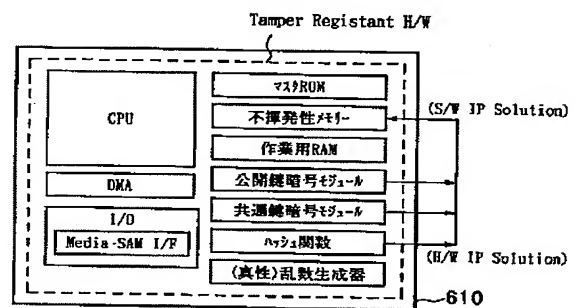 Tamper Registant H/W
CPU
DMA
I/O
Media-SAM I/F
マスクROM
不揮発性メモリー
作業用RAM
公開鍵暗号モジュール
共通鍵暗号モジュール
ハッシュ関数
(真性)乱数生成器
(S/W IP Solution)
(H/W IP Solution)
610